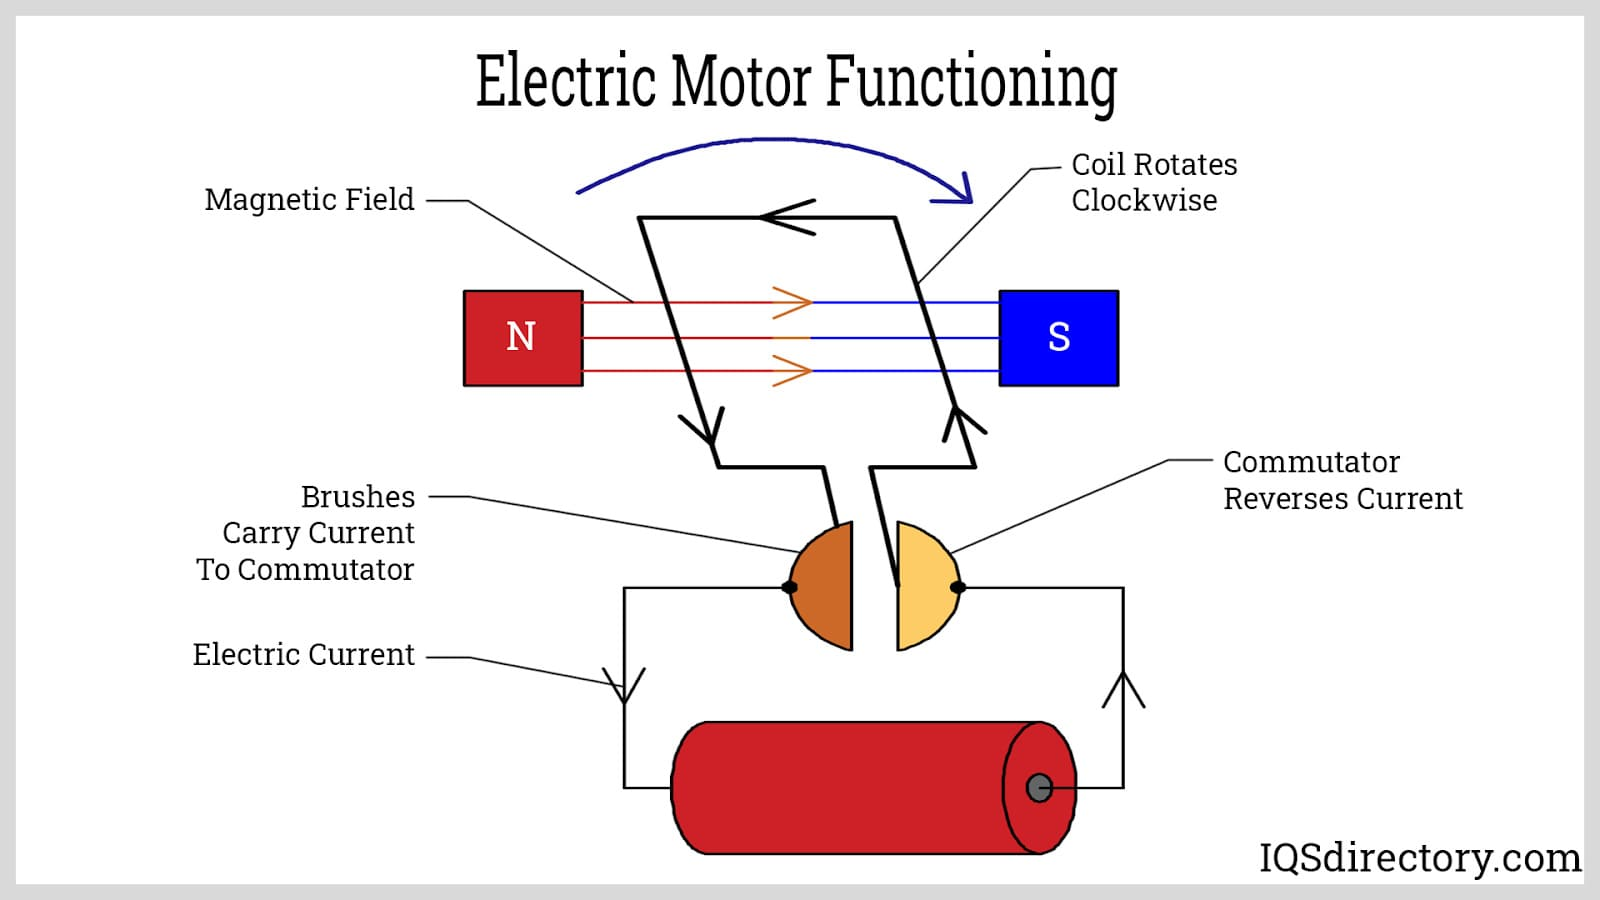 Electric Motor Functioning
Magnetic Field
Coil Rotates
Clockwise
N
S
Brushes
Carry Current
To Commutator
Commutator
Reverses Current
Electric Current
IQSdirectory.com